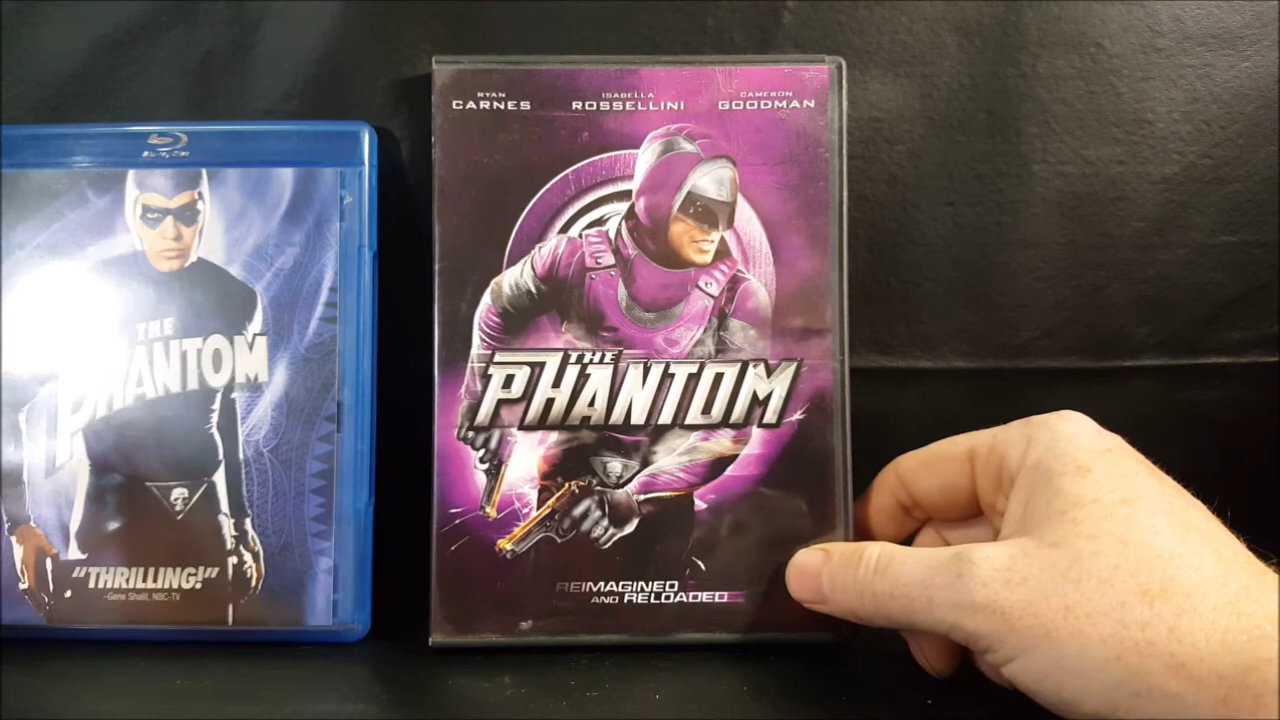 Blu-ray Disc
THE
PHANTOM
"THRILLING!"
–Gene Shalit, NBC-TV
RYAN
CARNES
ISABELLA
ROSSELLINI
CAMERON
GOODMAN
THE
PHANTOM
REIMAGINED
AND RELOADED